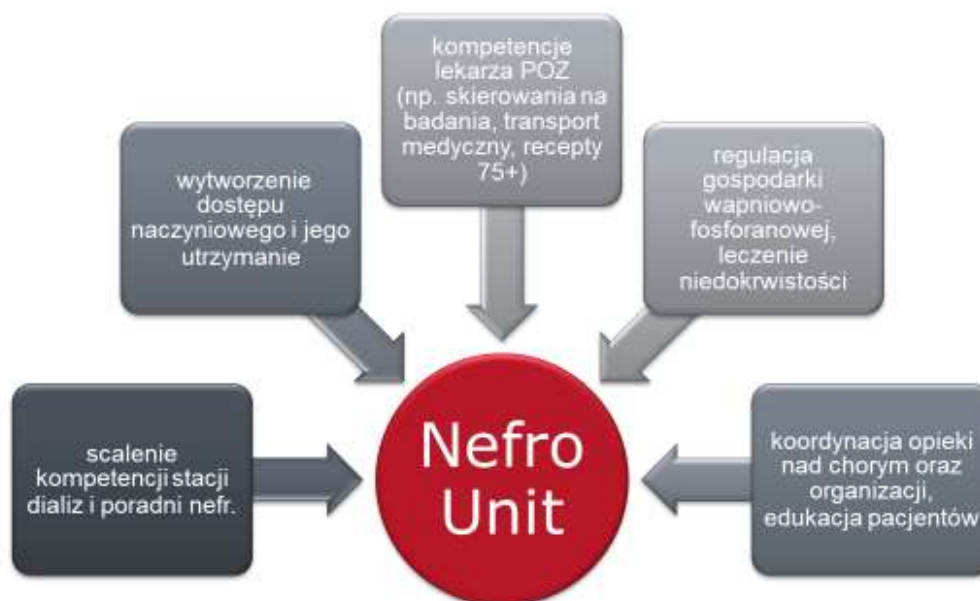 kompetencje
lekarza POZ
(np. skierowania na
badania, transport
medyczny, recepty
75+)
wytworzenie
dostępu
naczyniowego i jego
utrzymanie
regulacja
gospodarki
wapniowo-
fosforanowej,
leczenie
niedokrwistości
scalenie
kompetencji stacji
dializ i poradni nefr.
Nefro
Unit
koordynacja opieki
nad chorym oraz
organizacji,
edukacja pacjentów